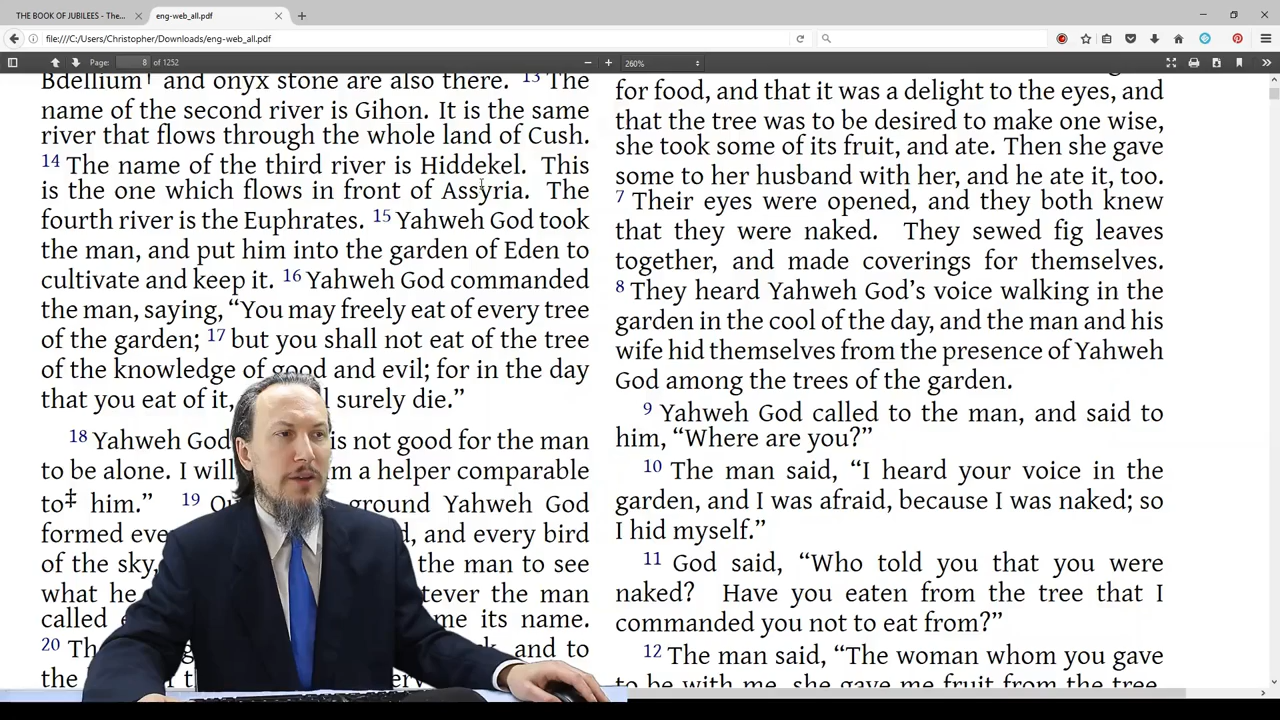 THE BOOK OF JUBILEES - The...
eng-web_all.pdf
file:///C:/Users/Christopher/Downloads/eng-web_all.pdf
Page: 8 of 1252
260%
Bdellium† and onyx stone are also there. 13 The
name of the second river is Gihon. It is the same
river that flows through the whole land of Cush.
14 The name of the third river is Hiddekel. This
is the one which flows in front of Assyria. The
fourth river is the Euphrates. 15 Yahweh God took
the man, and put him into the garden of Eden to
cultivate and keep it. 16 Yahweh God commanded
the man, saying, “You may freely eat of every tree
of the garden; 17 but you shall not eat of the tree
of the knowledge of good and evil; for in the day
that you eat of it, surely die.”
18 Yahweh God is not good for the man
to be alone. I will a helper comparable
to‡ him.” 19 ground Yahweh God
formed and every bird
of the sky, the man to see
what he the man
called its name.
20 and to
the
for food, and that it was a delight to the eyes, and
that the tree was to be desired to make one wise,
she took some of its fruit, and ate. Then she gave
some to her husband with her, and he ate it, too.
7 Their eyes were opened, and they both knew
that they were naked. They sewed fig leaves
together, and made coverings for themselves.
8 They heard Yahweh God’s voice walking in the
garden in the cool of the day, and the man and his
wife hid themselves from the presence of Yahweh
God among the trees of the garden.
9 Yahweh God called to the man, and said to
him, “Where are you?”
10 The man said, “I heard your voice in the
garden, and I was afraid, because I was naked; so
I hid myself.”
11 God said, “Who told you that you were
naked? Have you eaten from the tree that I
commanded you not to eat from?”
12 The man said, “The woman whom you gave
to be with me, she gave me fruit from the tree,